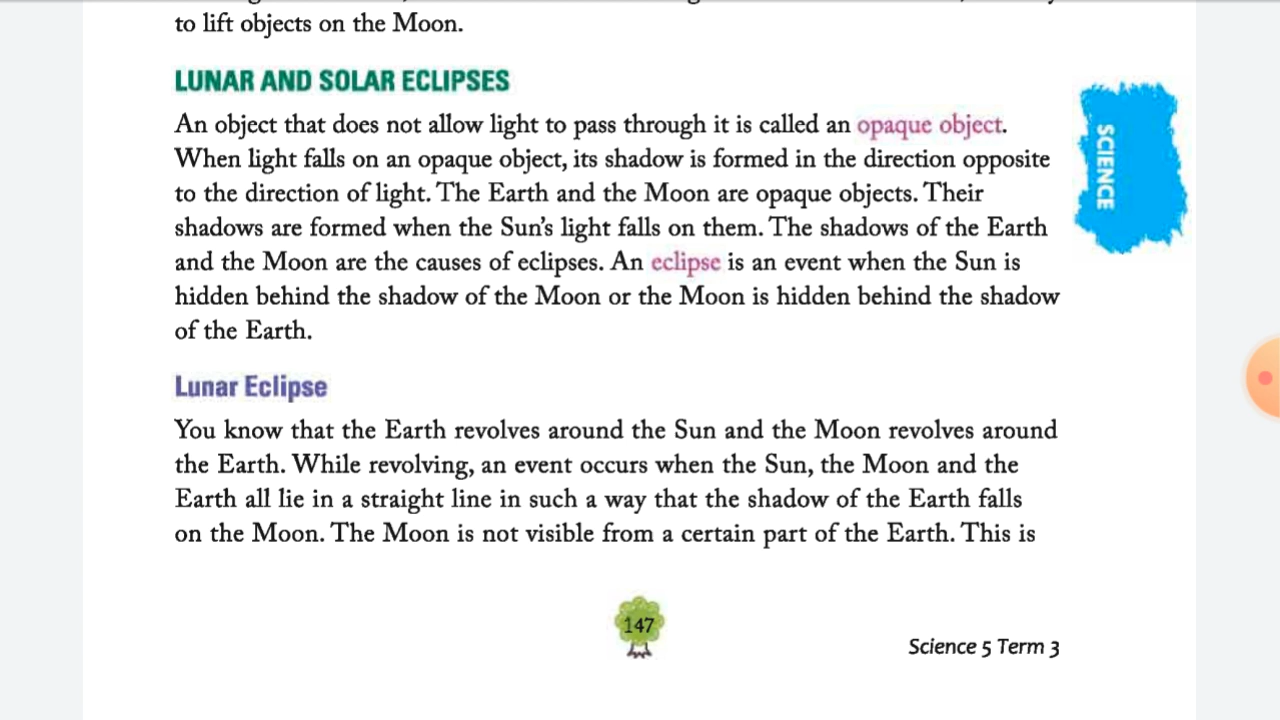 to lift objects on the Moon.
LUNAR AND SOLAR ECLIPSES
An object that does not allow light to pass through it is called an opaque object.
When light falls on an opaque object, its shadow is formed in the direction opposite
to the direction of light. The Earth and the Moon are opaque objects. Their
shadows are formed when the Sun's light falls on them. The shadows of the Earth
and the Moon are the causes of eclipses. An eclipse is an event when the Sun is
hidden behind the shadow of the Moon or the Moon is hidden behind the shadow
of the Earth.
SCIENCE
Lunar Eclipse
You know that the Earth revolves around the Sun and the Moon revolves around
the Earth. While revolving, an event occurs when the Sun, the Moon and the
Earth all lie in a straight line in such a way that the shadow of the Earth falls
on the Moon. The Moon is not visible from a certain part of the Earth. This is
147
Science 5 Term 3